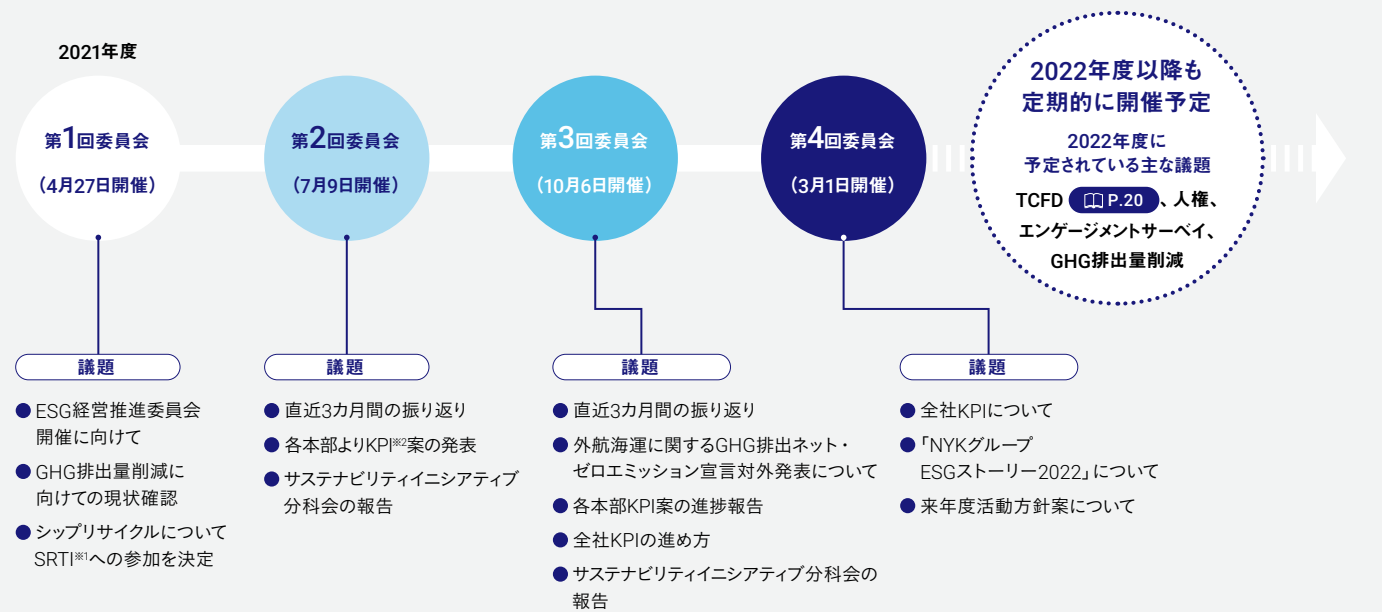 2021年度
第1回委員会
（4月27日開催）
第2回委員会
（7月9日開催）
第3回委員会
（10月6日開催）
第4回委員会
（3月1日開催）
2022年度以降も
定期的に開催予定
2022年度に
予定されている主な議題
TCFD P.20 、人権、
エンゲージメントサーベイ、
GHG排出量削減
議題
● ESG経営推進委員会
開催に向けて
● GHG排出量削減に
向けての現状確認
● シップリサイクルについて
SRTI※1への参加を決定
議題
● 直近3カ月間の振り返り
● 各本部よりKPI※2案の発表
● サステナビリティイニシアティブ
分科会の報告
議題
● 直近3カ月間の振り返り
● 外航海運に関するGHG排出ネット・
ゼロエミッション宣言対外発表について
● 各本部KPI案の進捗報告
● 全社KPIの進め方
● サステナビリティイニシアティブ分科会の
報告
議題
● 全社KPIについて
● 「NYKグループ
ESGストーリー2022」について
● 来年度活動方針案について